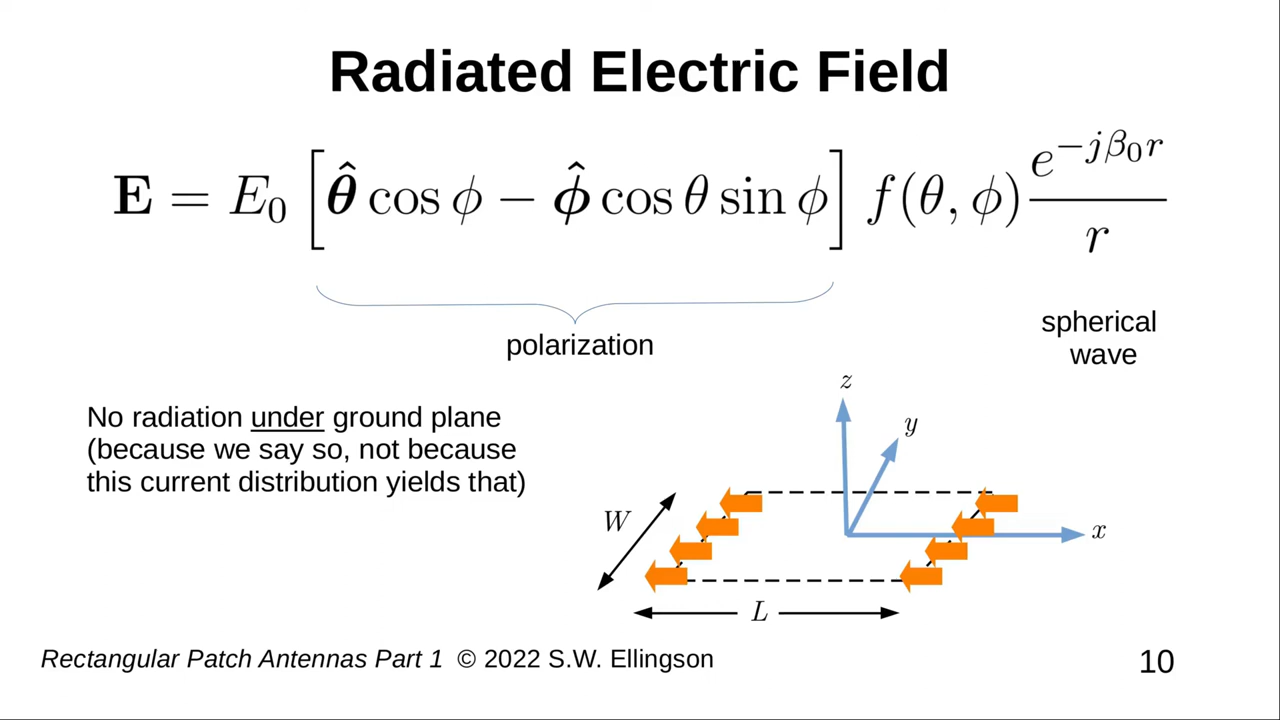 Radiated Electric Field
E = E₀ [θ̂ cos ϕ − ϕ̂ cos θ sin ϕ] f(θ, ϕ) e^{−jβ₀r} / r
polarization
spherical
wave
No radiation under ground plane
(because we say so, not because
this current distribution yields that)
z
y
W
x
L
Rectangular Patch Antennas Part 1 © 2022 S.W. Ellingson
10